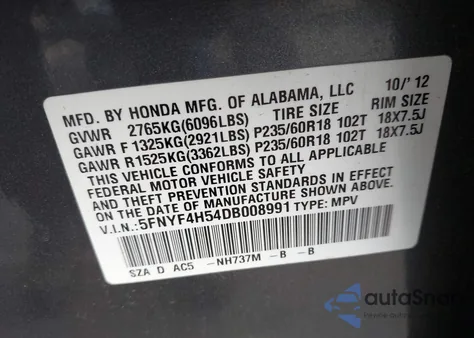 MFD. BY HONDA MFG. OF ALABAMA, LLC 10/'12
GVWR 2765KG(6096LBS) TIRE SIZE RIM SIZE
GAWR F 1325KG(2921LBS) P235/60R18 102T 18X7.5J
GAWR R1525KG(3362LBS) P235/60R18 102T 18X7.5J
THIS VEHICLE CONFORMS TO ALL APPLICABLE
FEDERAL MOTOR VEHICLE SAFETY, BUMPER,
AND THEFT PREVENTION STANDARDS IN EFFECT ON
THE DATE OF MANUFACTURE SHOWN ABOVE.
V.I.N.:5FNYF4H54DB008991 TYPE: MPV
SZA D AC5 -NH737M -B -B
autoSnap